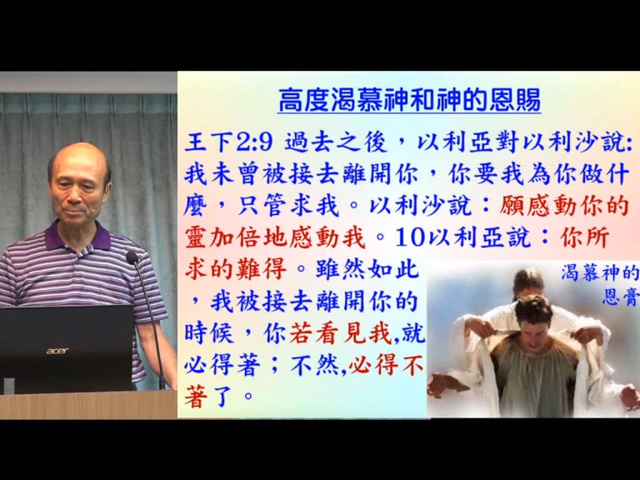 高度渴慕神和神的恩賜
王下2:9 過去之後，以利亞對以利沙說:
我未曾被接去離開你，你要我為你做什
麼，只管求我。以利沙說：願感動你的
靈加倍地感動我。10以利亞說：你所
求的難得。雖然如此
，我被接去離開你的
時候，你若看見我,就
必得著；不然,必得不
著了。
渴慕神的
恩膏
acer